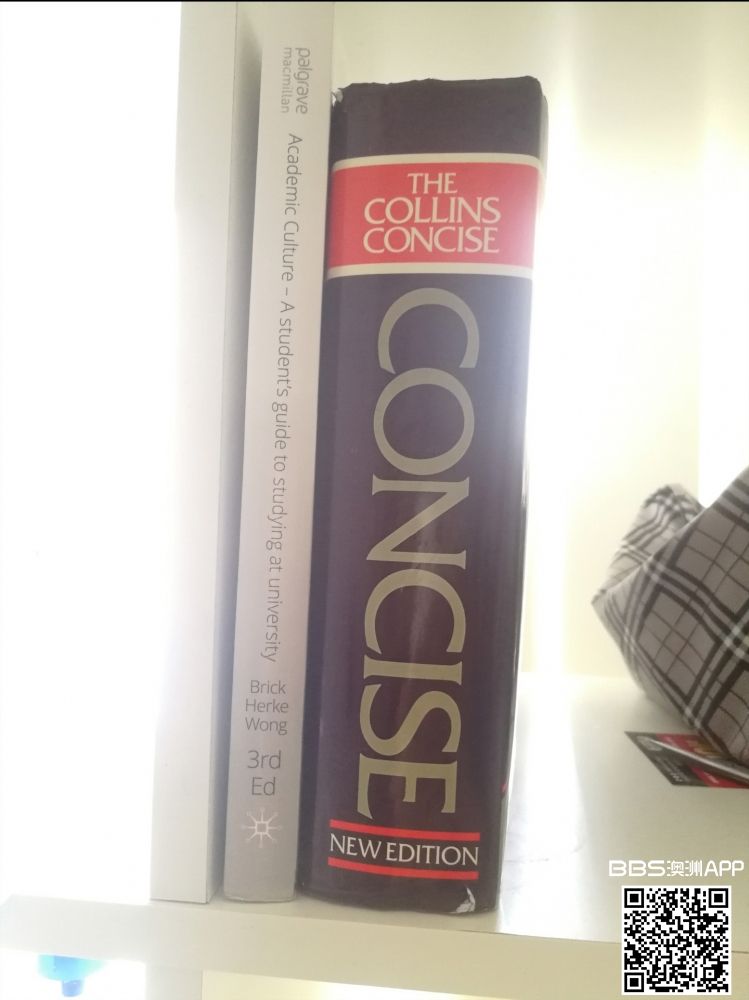 palgrave
macmillan
Academic Culture – A student's guide to studying at university
Brick
Herke
Wong
3rd
Ed
THE
COLLINS
CONCISE
CONCISE
NEW EDITION
BBS澳洲APP